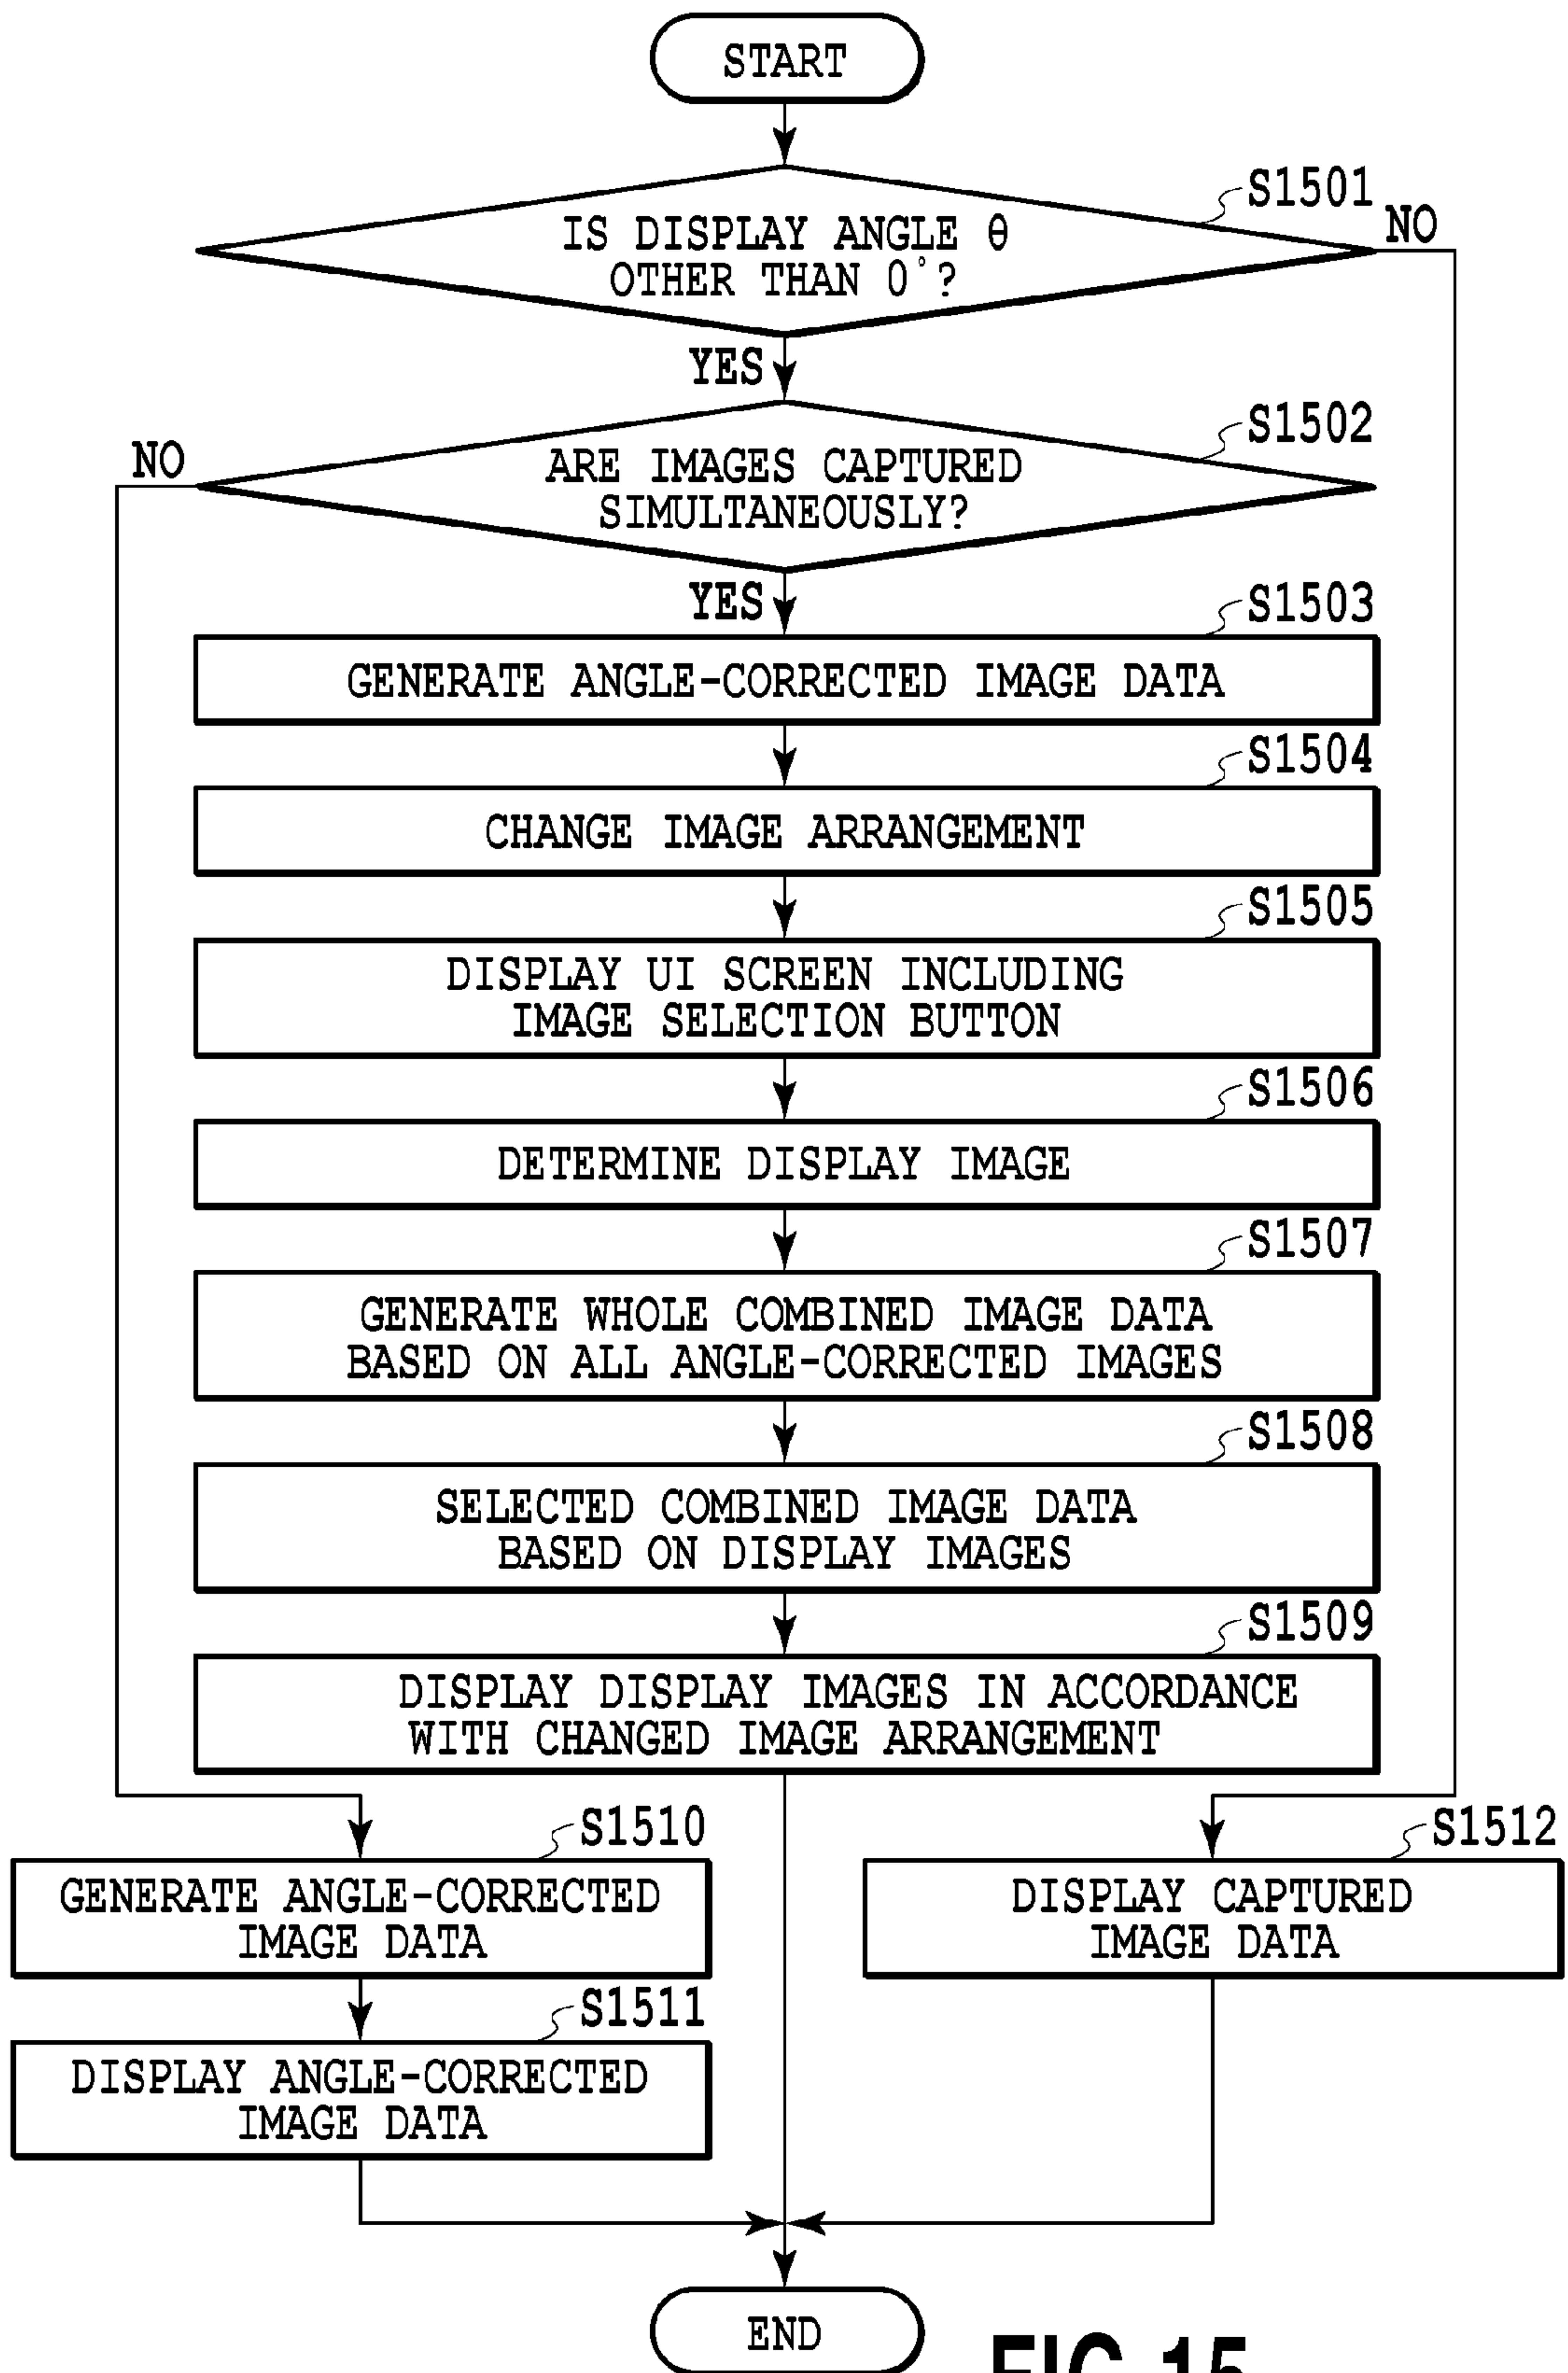 START
S1501
IS DISPLAY ANGLE θ
OTHER THAN 0°?
NO
YES
S1502
ARE IMAGES CAPTURED
SIMULTANEOUSLY?
NO
YES
S1503
GENERATE ANGLE-CORRECTED IMAGE DATA
S1504
CHANGE IMAGE ARRANGEMENT
S1505
DISPLAY UI SCREEN INCLUDING
IMAGE SELECTION BUTTON
S1506
DETERMINE DISPLAY IMAGE
S1507
GENERATE WHOLE COMBINED IMAGE DATA
BASED ON ALL ANGLE-CORRECTED IMAGES
S1508
SELECTED COMBINED IMAGE DATA
BASED ON DISPLAY IMAGES
S1509
DISPLAY DISPLAY IMAGES IN ACCORDANCE
WITH CHANGED IMAGE ARRANGEMENT
S1510
GENERATE ANGLE-CORRECTED
IMAGE DATA
S1511
DISPLAY ANGLE-CORRECTED
IMAGE DATA
S1512
DISPLAY CAPTURED
IMAGE DATA
END
FIG.15